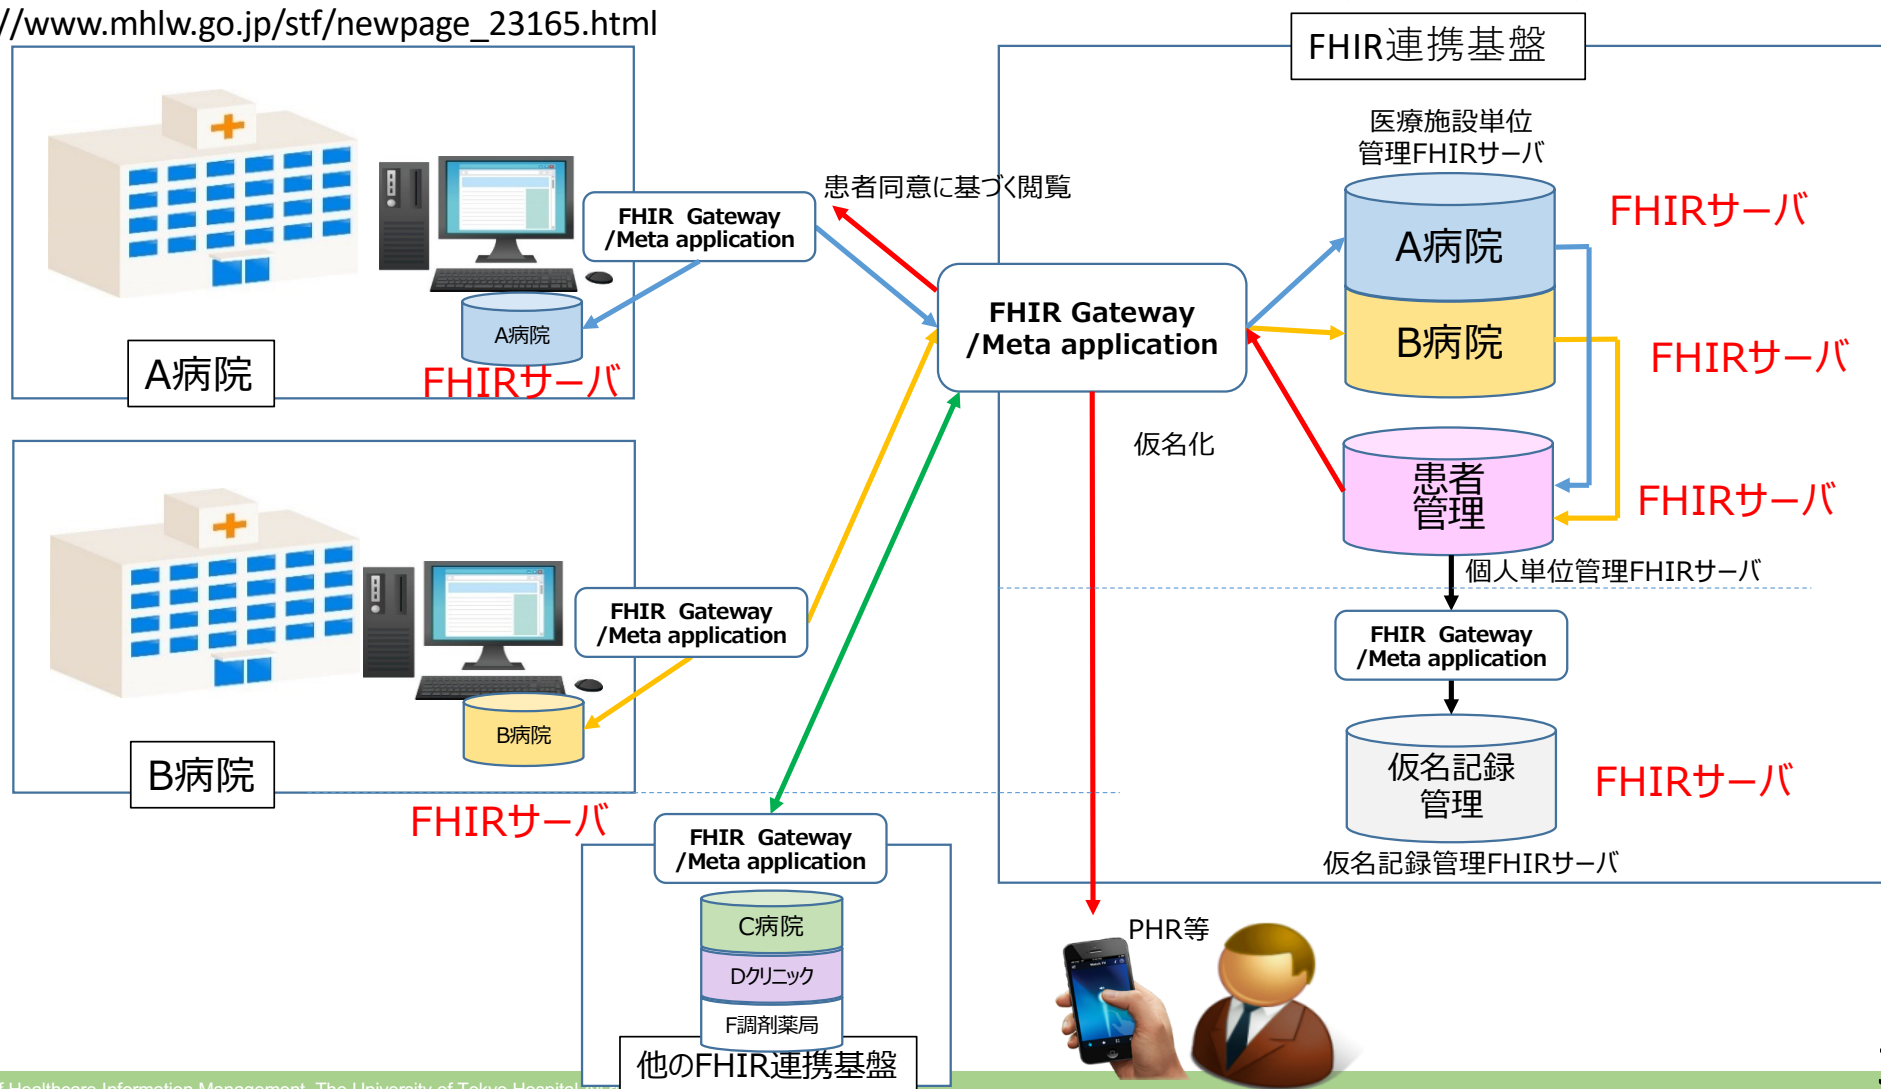 //www.mhlw.go.jp/stf/newpage_23165.html
FHIR連携基盤
医療施設単位
管理FHIRサーバ
患者同意に基づく閲覧
FHIR Gateway
/Meta application
FHIRサーバ
A病院
A病院
FHIR Gateway
/Meta application
B病院
FHIRサーバ
A病院
FHIRサーバ
仮名化
患者
管理
FHIRサーバ
個人単位管理FHIRサーバ
FHIR Gateway
/Meta application
FHIR Gateway
/Meta application
B病院
B病院
FHIRサーバ
仮名記録
管理
FHIRサーバ
仮名記録管理FHIRサーバ
FHIR Gateway
/Meta application
C病院
Dクリニック
F調剤薬局
他のFHIR連携基盤
PHR等
Healthcare Information Management, The University of Tokyo Hospital